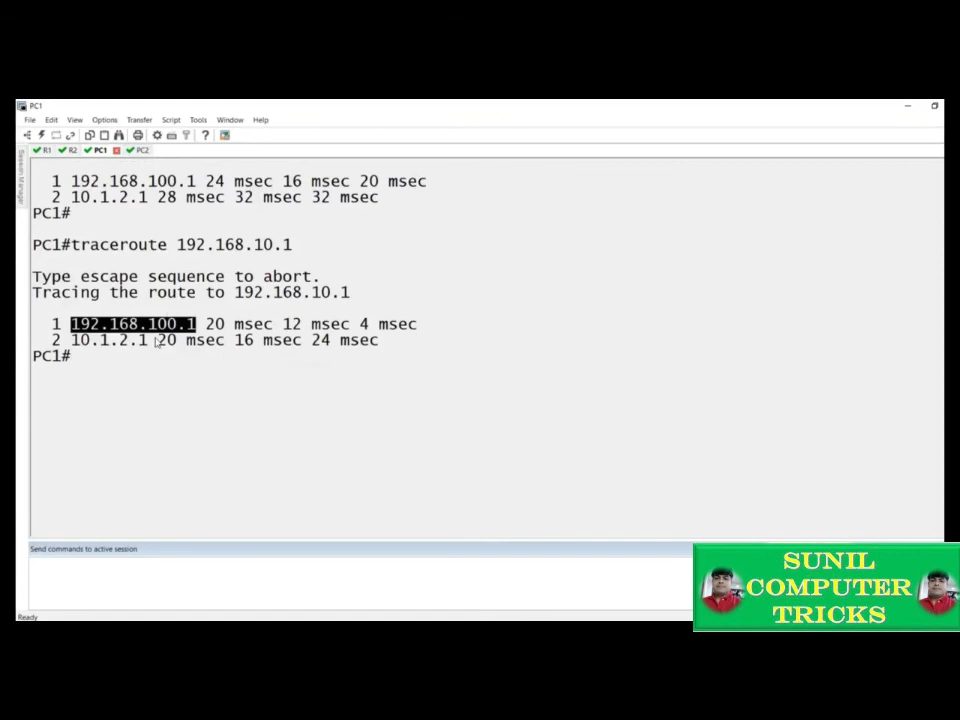 PC1
File Edit View Options Transfer Script Tools Window Help
R1 R2 PC1 PC2
Session Manager
1 192.168.100.1 24 msec 16 msec 20 msec
2 10.1.2.1 28 msec 32 msec 32 msec
PC1#
PC1#traceroute 192.168.10.1
Type escape sequence to abort.
Tracing the route to 192.168.10.1
1 192.168.100.1 20 msec 12 msec 4 msec
2 10.1.2.1 20 msec 16 msec 24 msec
PC1#
Send commands to active session
Ready
SUNIL
COMPUTER
TRICKS